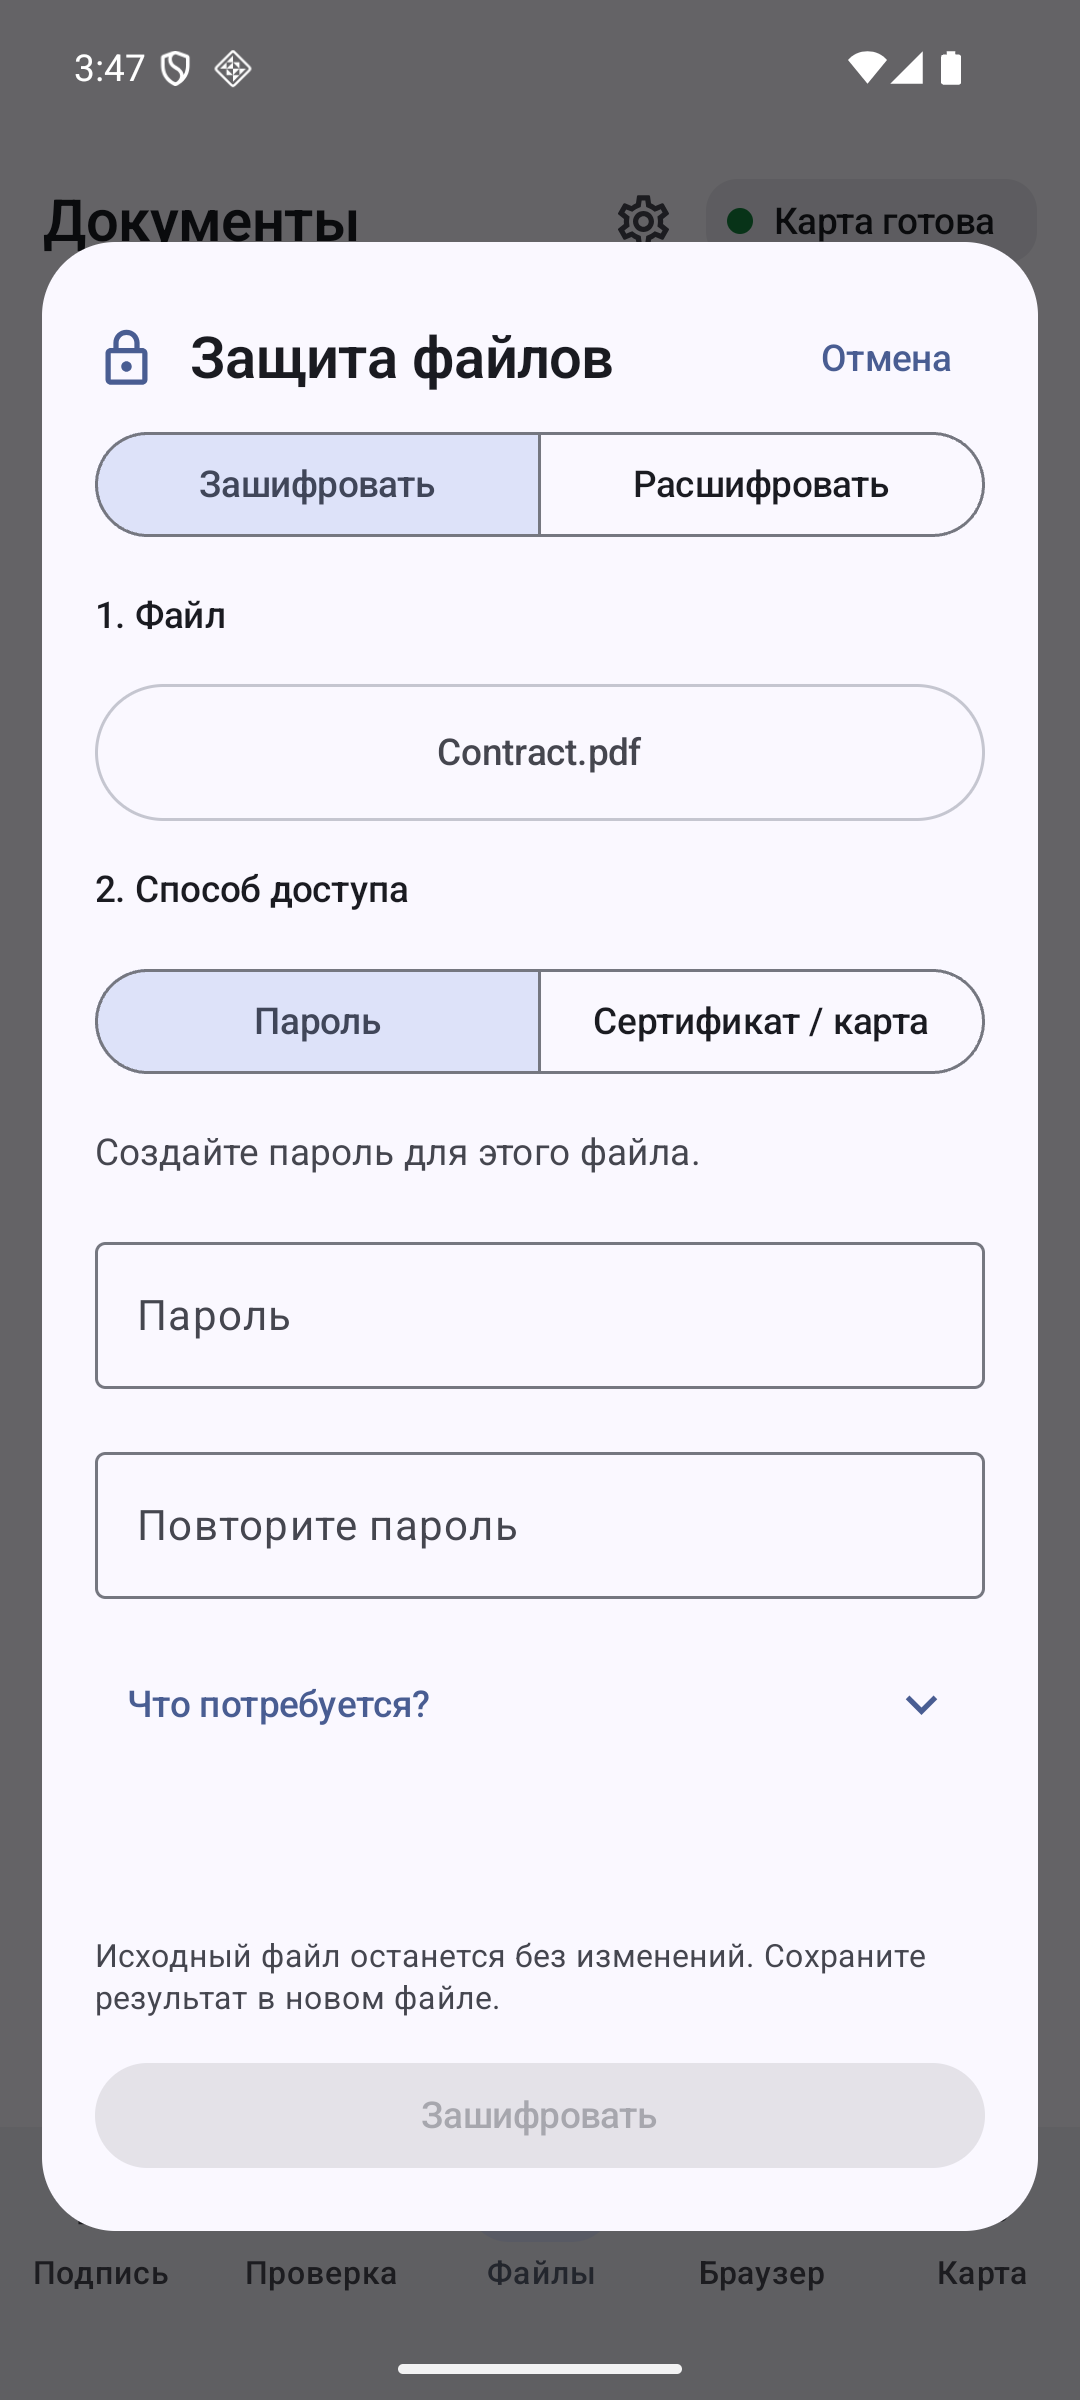 3:47
Документы
Карта готова
Защита файлов
Отмена
Зашифровать
Расшифровать
1. Файл
Contract.pdf
2. Способ доступа
Пароль
Сертификат / карта
Создайте пароль для этого файла.
Пароль
Повторите пароль
Что потребуется?
Исходный файл останется без изменений. Сохраните
результат в новом файле.
Зашифровать
Подпись
Проверка
Файлы
Браузер
Карта